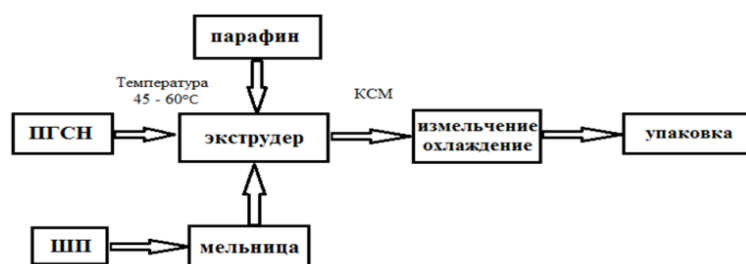 парафин
Температура
45 - 60°С
КСМ
ПГСН
экструдер
измельчение
охлаждение
упаковка
ШП
мельница